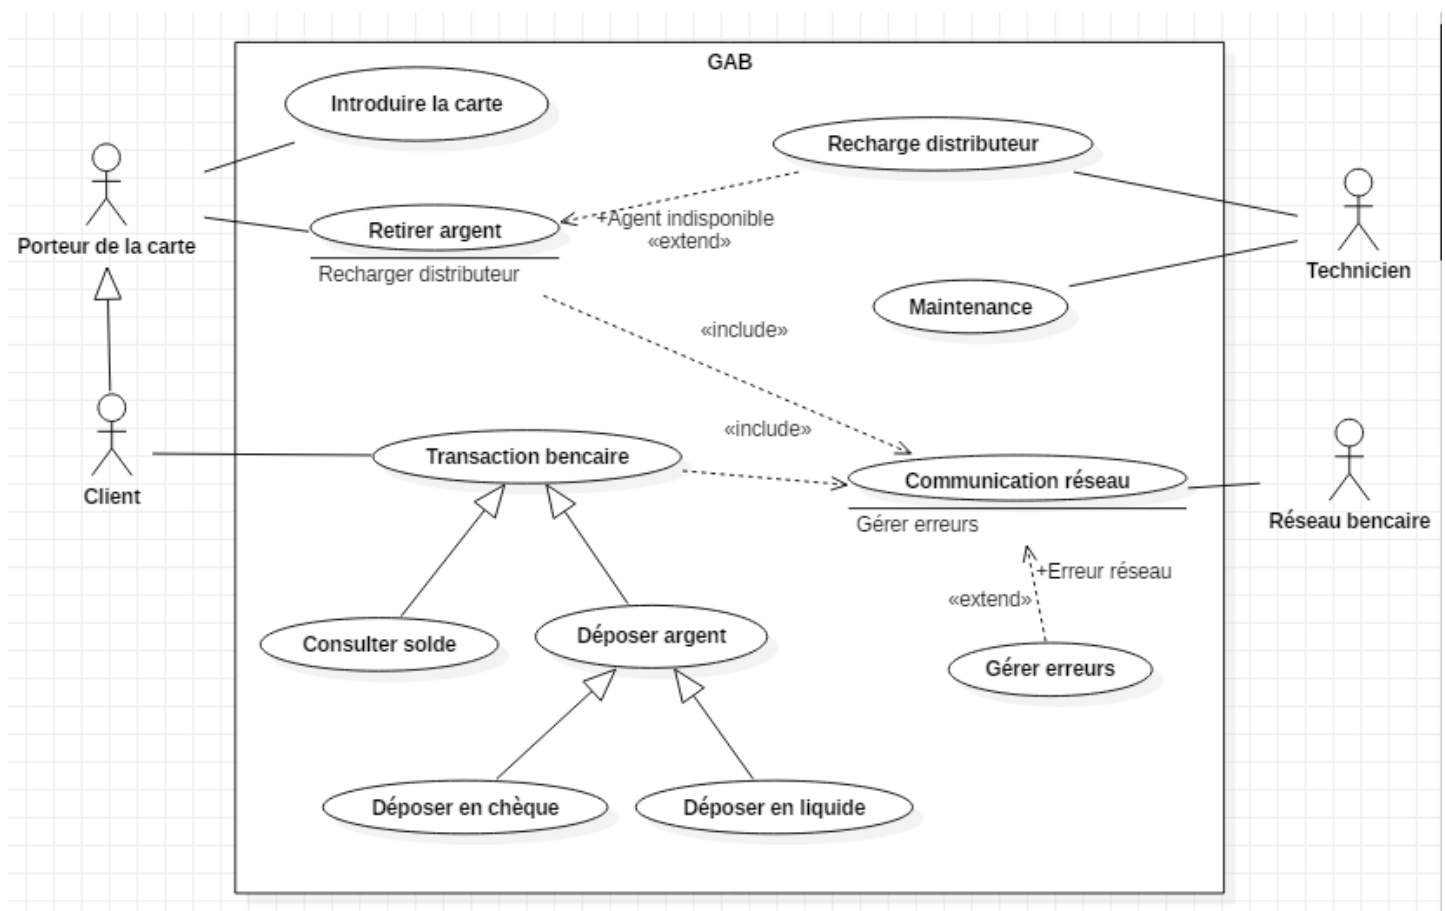 GAB
Introduire la carte
Recharge distributeur
Porteur de la carte
Retirer argent
+Agent indisponible
«extend»
Recharger distributeur
Technicien
Maintenance
«include»
«include»
Client
Transaction bencaire
Communication réseau
Gérer erreurs
Réseau bencaire
+Erreur réseau
«extend»
Consulter solde
Déposer argent
Gérer erreurs
Déposer en chèque
Déposer en liquide